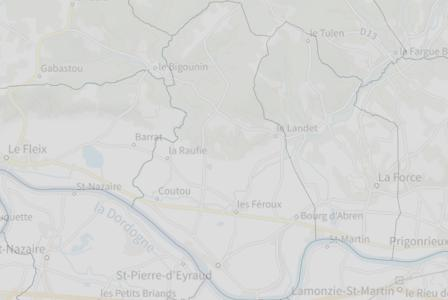 le Tulen
D13
le Fargue B
le Bigounin
Gabastou
le Landet
Barrat
la Raufie
Le Fleix
La Force
St-Nazaire
Coutou
les Féroux
la Dordogne
Bourg d'Abren
iquette
St-Martin
Prigonrieux
t-Nazaire
St-Pierre-d'Eyraud
les Petits Briands
Lamonzie-St-Martin
le Rieu d